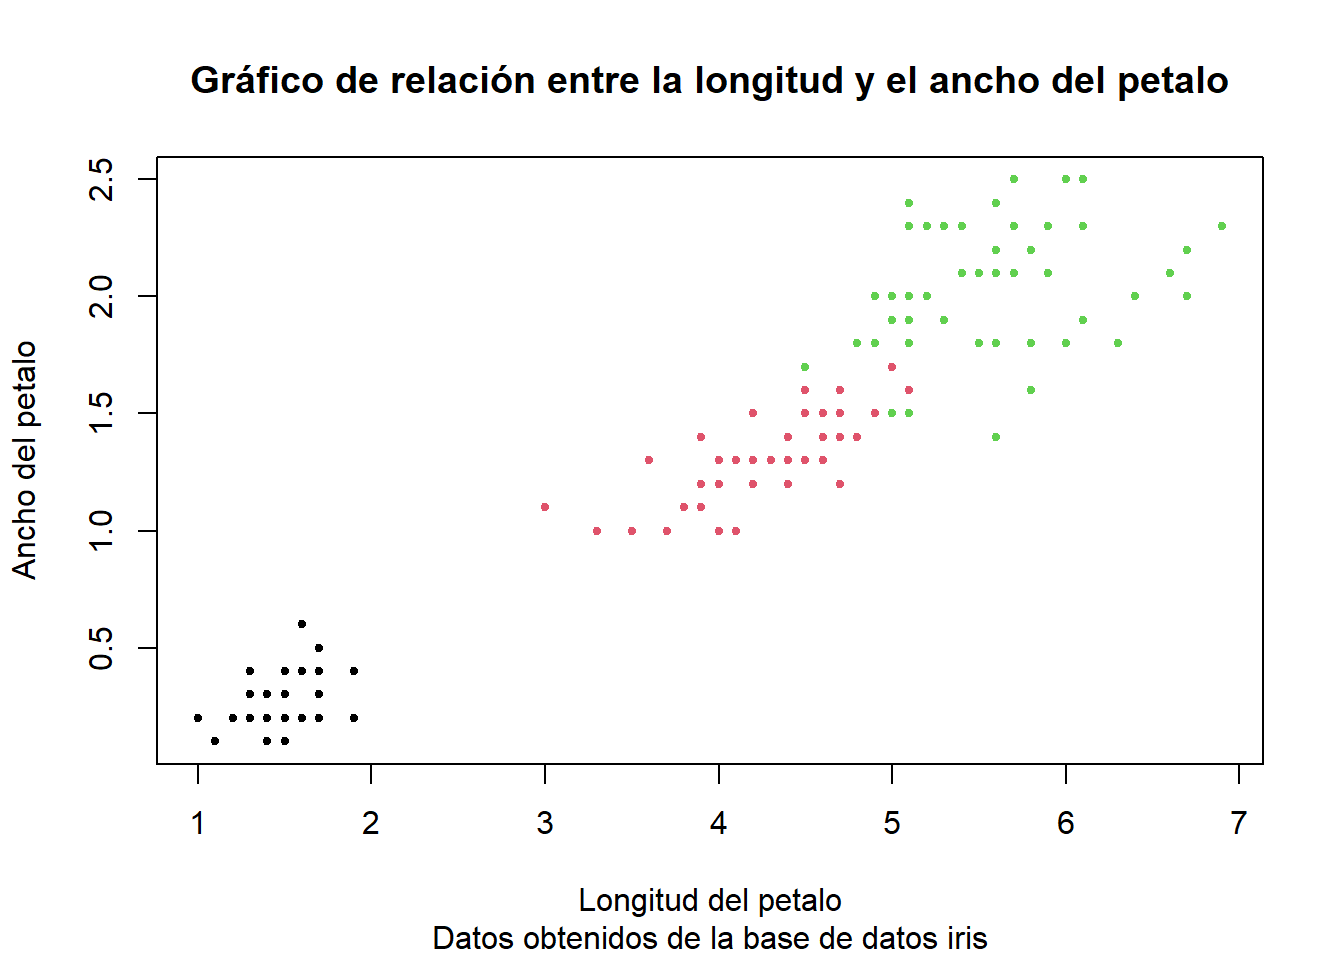 Gráfico de relación entre la longitud y el ancho del petalo
Ancho del petalo
2.5
2.0
1.5
1.0
0.5
1 2 3 4 5 6 7
Longitud del petalo
Datos obtenidos de la base de datos iris